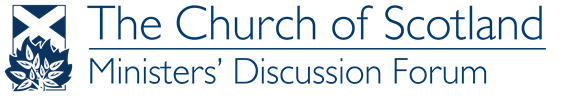 The Church of Scotland
Ministers’ Discussion Forum